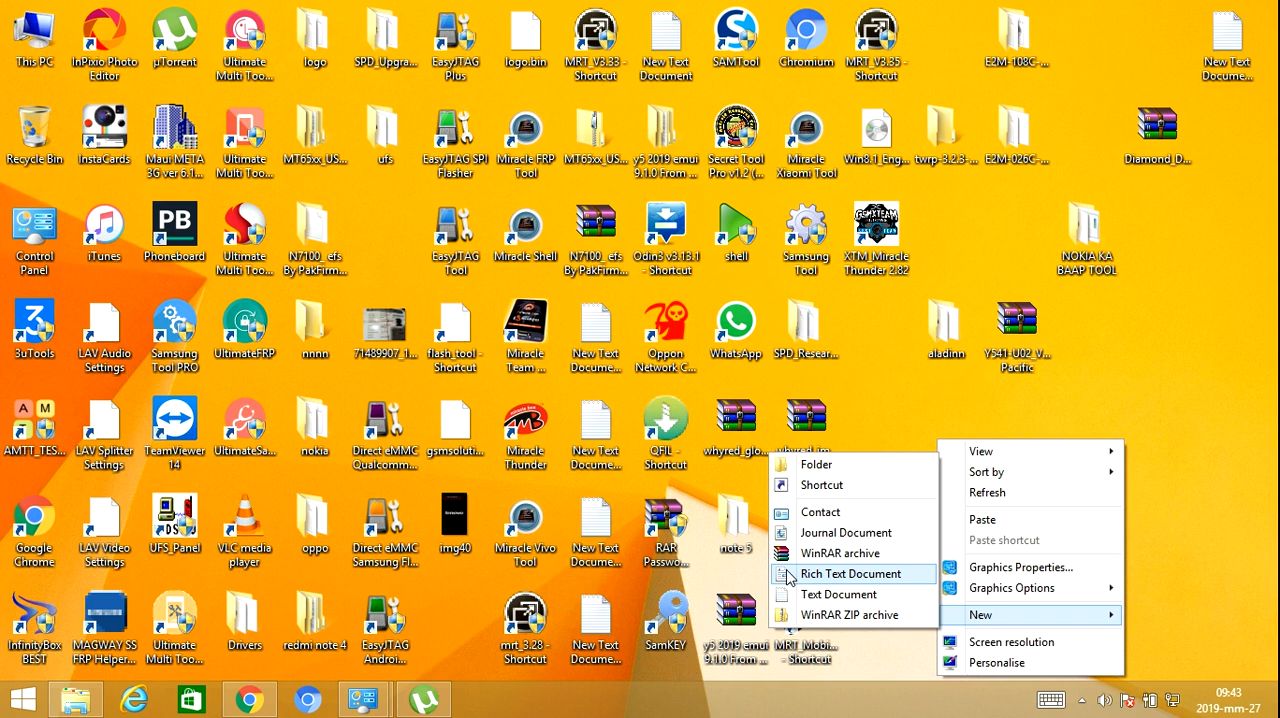 This PC
InPixio Photo
Editor
µTorrent
Ultimate
Multi Too...
logo
SPD_Upgra...
EasyJTAG
Plus
logo.bin
MRT_V3.33 -
Shortcut
New Text
Document
SAMTool
Chromium
MRT_V3.35 -
Shortcut
E2M-108C-...
New Text
Docume...
Recycle Bin
InstaCards
Maui META
3G ver 6.1...
Ultimate
Multi Too...
MT65xx_US...
ufs
EasyJTAG SPI
Flasher
Miracle FRP
Tool
MT65xx_US...
y5 2019 emui
9.1.0 From ...
Secret Tool
Pro v1.2 (...
Miracle
Xiaomi Tool
Win8.1_Eng...
twrp-3.2.3-...
E2M-026C-...
Diamond_D...
Control
Panel
iTunes
PB
Phoneboard
Ultimate
Multi Too...
N7100_efs
By PakFirm...
EasyJTAG
Tool
Miracle Shell
N7100_efs
By PakFirm...
Odin3 v3.13.1
- Shortcut
shell
Samsung
Tool
GSMXTEAM
XTM_Miracle
Thunder 2.82
NOKIA KA
BAAP TOOL
3uTools
LAV Audio
Settings
Samsung
Tool PRO
UltimateFRP
nnnn
71489907_1...
flash_tool -
Shortcut
Miracle
Team ...
New Text
Docume...
Oppon
Network C...
WhatsApp
SPD_Resear...
aladinn
Y541-U02_V...
Pacific
A M
T Z
AMTT_TES...
LAV Splitter
Settings
TeamViewer
14
UltimateSa...
nokia
Direct eMMC
Qualcomm...
gsmsoluti...
Miracle
Thunder
New Text
Docume...
QFIL -
Shortcut
whyred_glo...
whyred_im...
Google
Chrome
LAV Video
Settings
UFS_Panel
VLC media
player
oppo
Direct eMMC
Samsung Fl...
img40
Miracle Vivo
Tool
New Text
Docume...
RAR
Passwo...
note 5
InfinityBox
BEST
MAGWAY SS
FRP Helper...
Ultimate
Multi Too...
Drivers
redmi note 4
EasyJTAG
Androi...
mrt_3.28 -
Shortcut
New Text
Docume...
SamKEY
y5 2019 emui
9.1.0 From ...
MRT_Mobi...
- Shortcut
Folder
Shortcut
Contact
Journal Document
WinRAR archive
Rich Text Document
Text Document
WinRAR ZIP archive
View
Sort by
Refresh
Paste
Paste shortcut
Graphics Properties...
Graphics Options
New
Screen resolution
Personalise
09:43
2019-mm-27